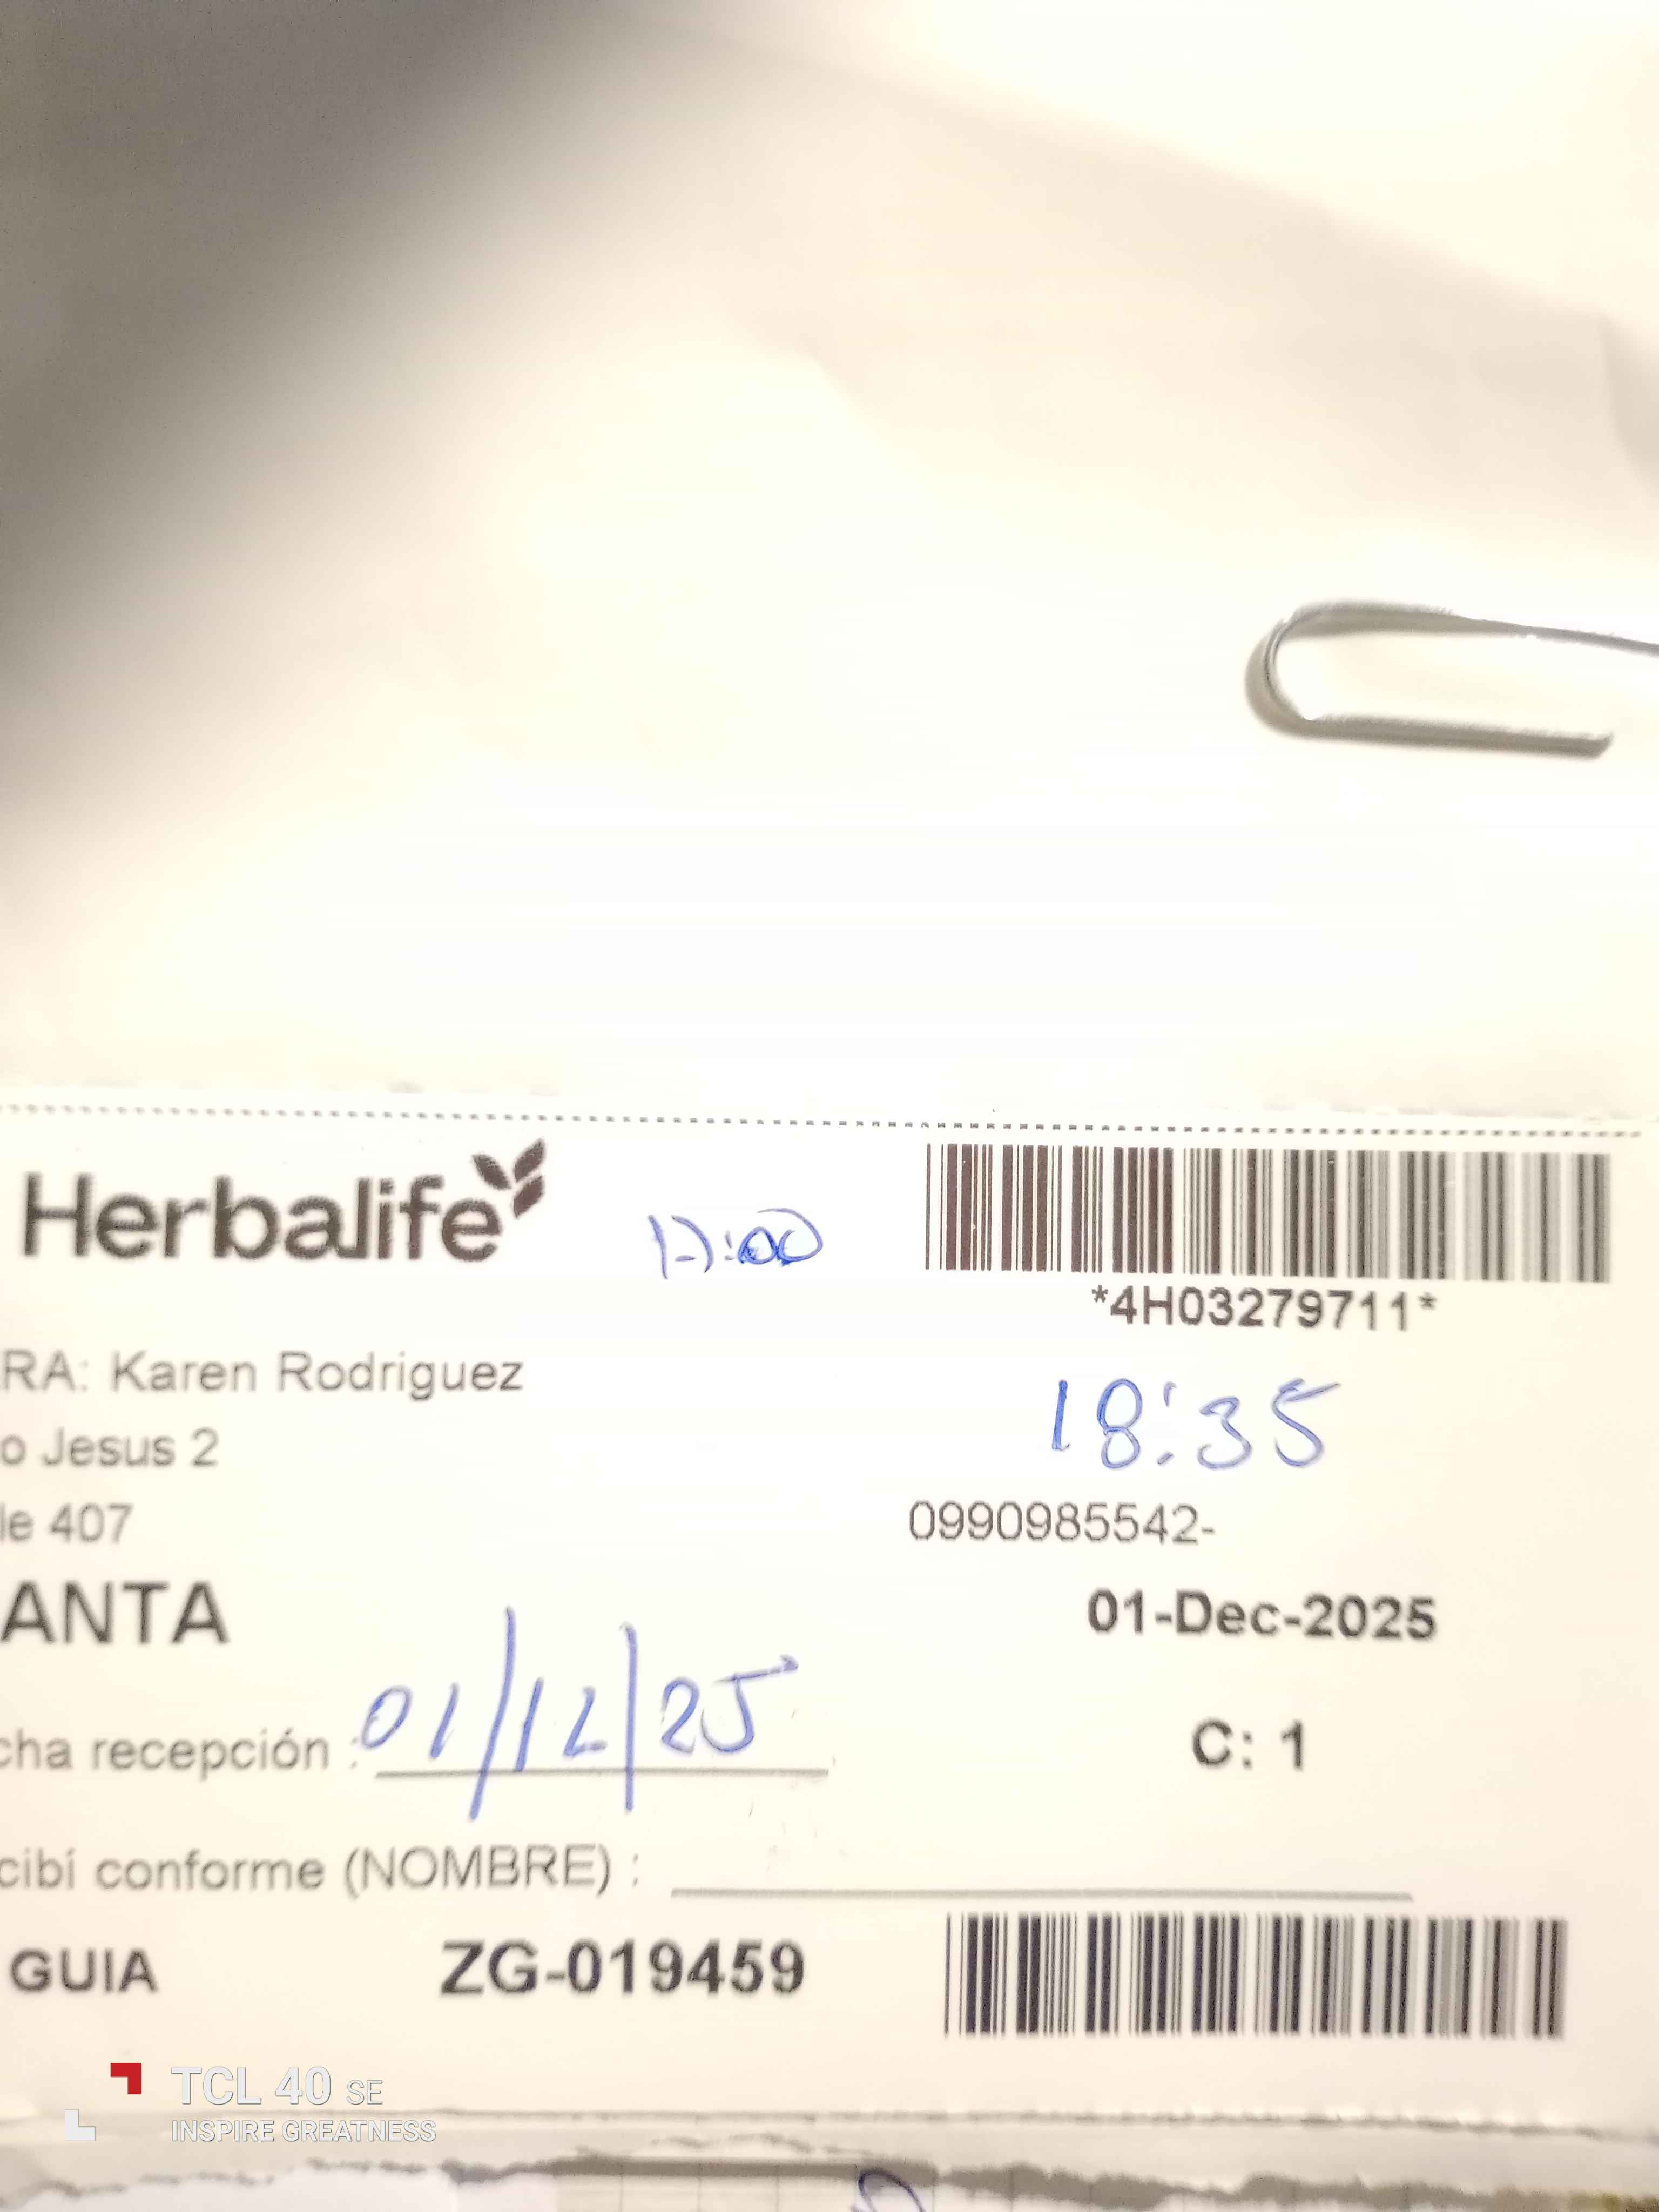 Herbalife
17:00
*4H03279711*
RA: Karen Rodriguez
18:35
o Jesus 2
le 407
0990985542-
ANTA
01-Dec-2025
cha recepción : 01/12/25
C: 1
cibí conforme (NOMBRE) :
GUIA ZG-019459
TCL 40 SE
INSPIRE GREATNESS